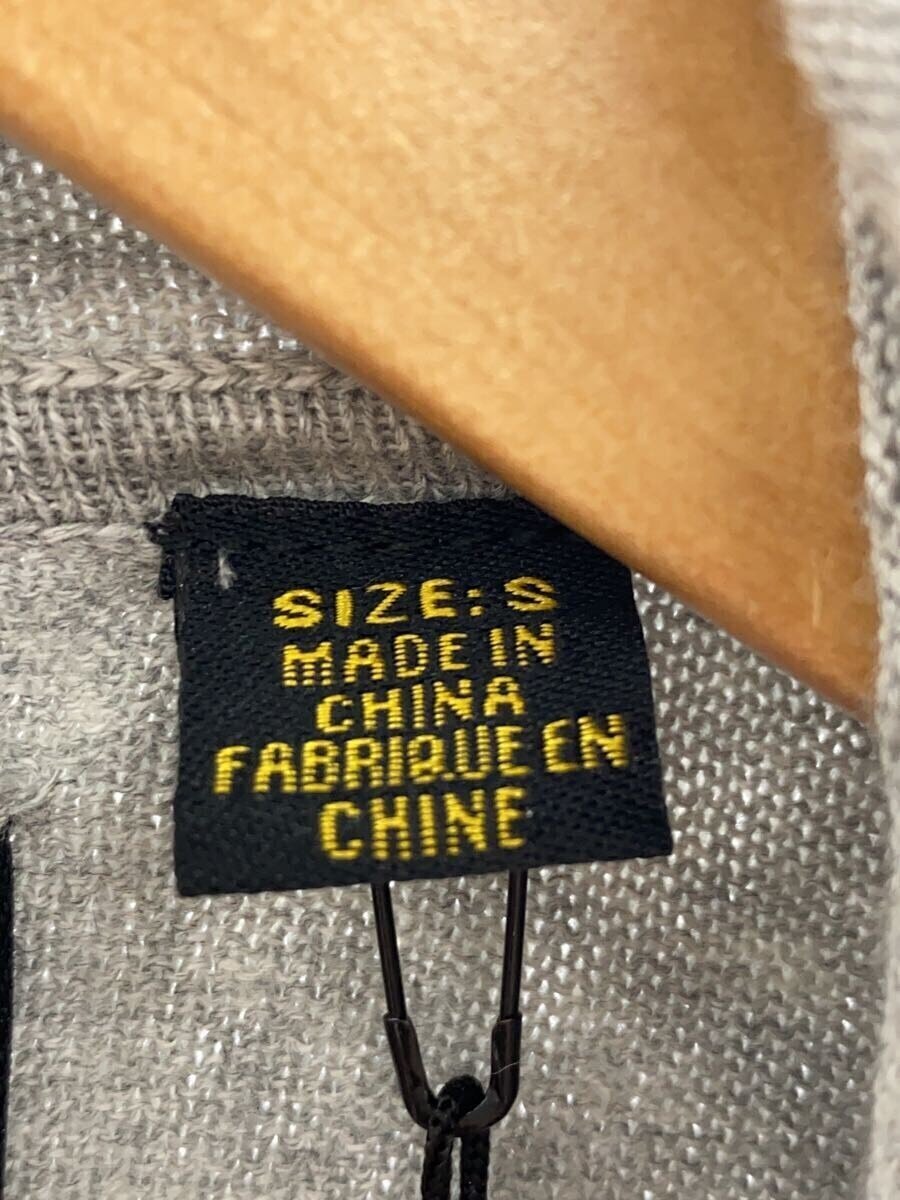 SIZE: S
MADE IN
CHINA
FABRIQUE EN
CHINE